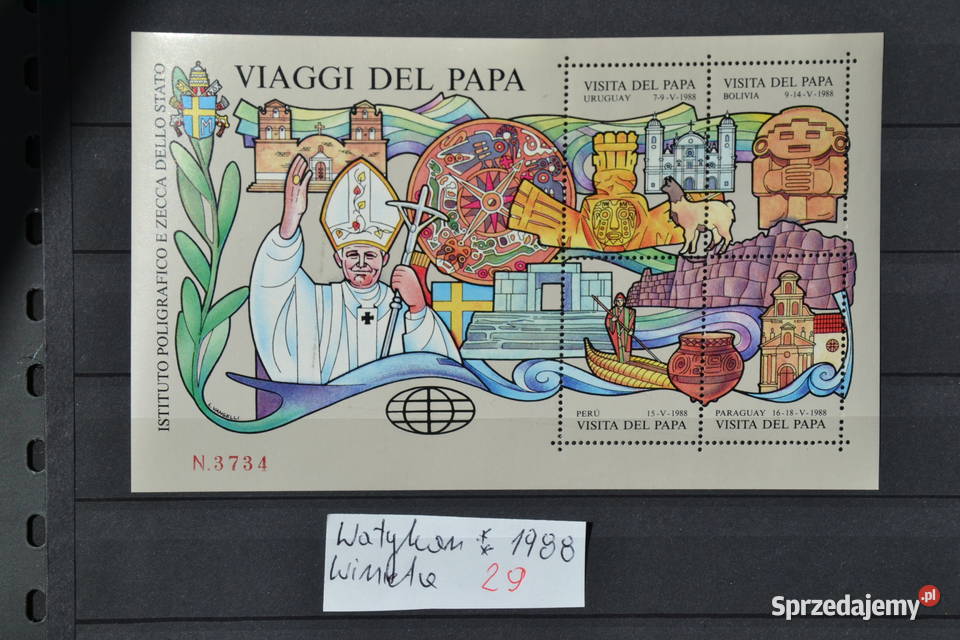 VIAGGI DEL PAPA
ISTITUTO POLIGRAFICO E ZECCA DELLO STATO
M
VISITA DEL PAPA
URUGUAY 7-9-V-1988
VISITA DEL PAPA
BOLIVIA 9-14-V-1988
PERÚ 15-V-1988
VISITA DEL PAPA
PARAGUAY 16-18-V-1988
VISITA DEL PAPA
L. VANGELLI
N.3734
Watykan ** 1988
Winieta 29
Sprzedajemy.pl